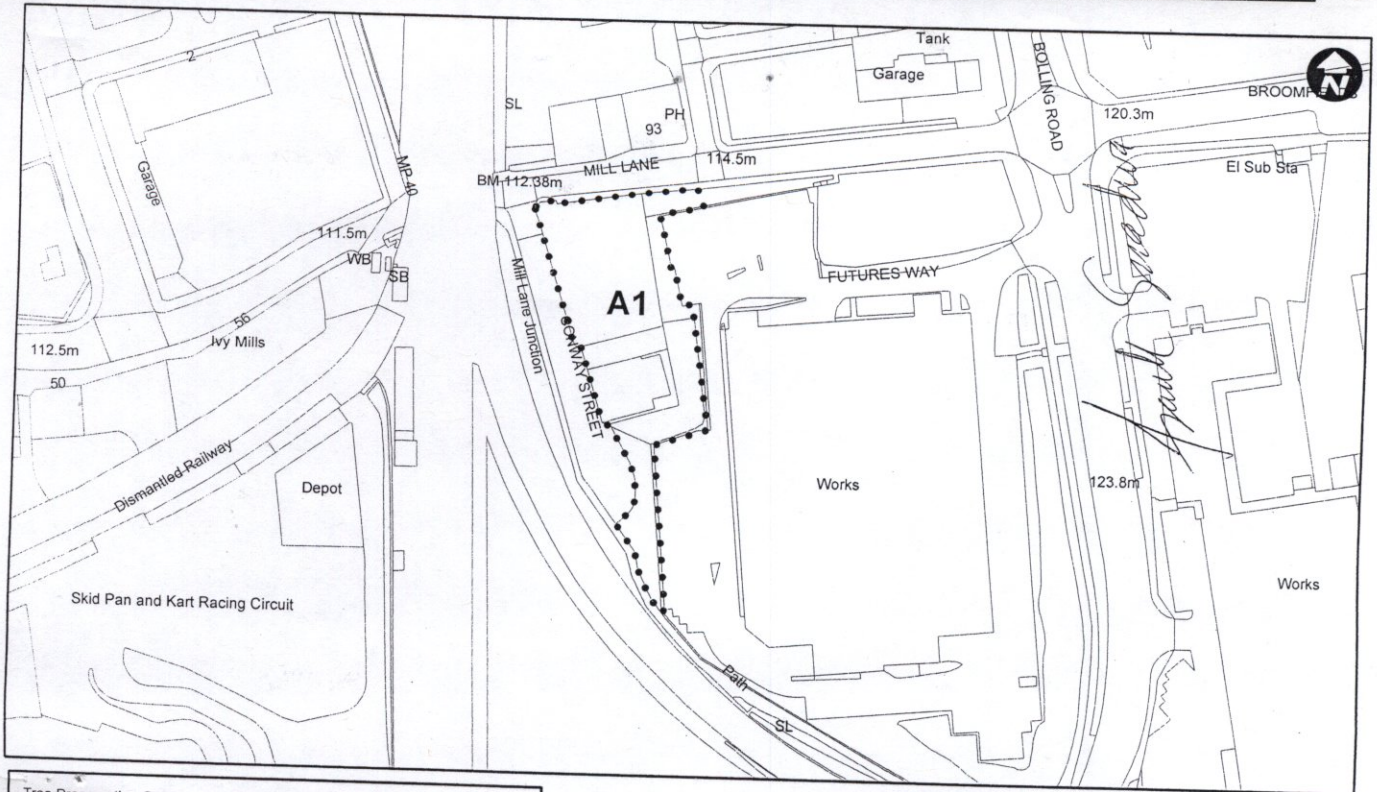 Tank
Garage
BOLLING ROAD
N
2
SL
PH
93
120.3m
MILL LANE
114.5m
BM 112.38m
El Sub Sta
Garage
MP 40
111.5m
WB
SB
A1
FUTURES WAY
Mill Lane Junction
CONWAY STREET
56
Ivy Mills
112.5m
50
Dismantled Railway
Depot
Works
123.8m
Works
Skid Pan and Kart Racing Circuit
Path
SL